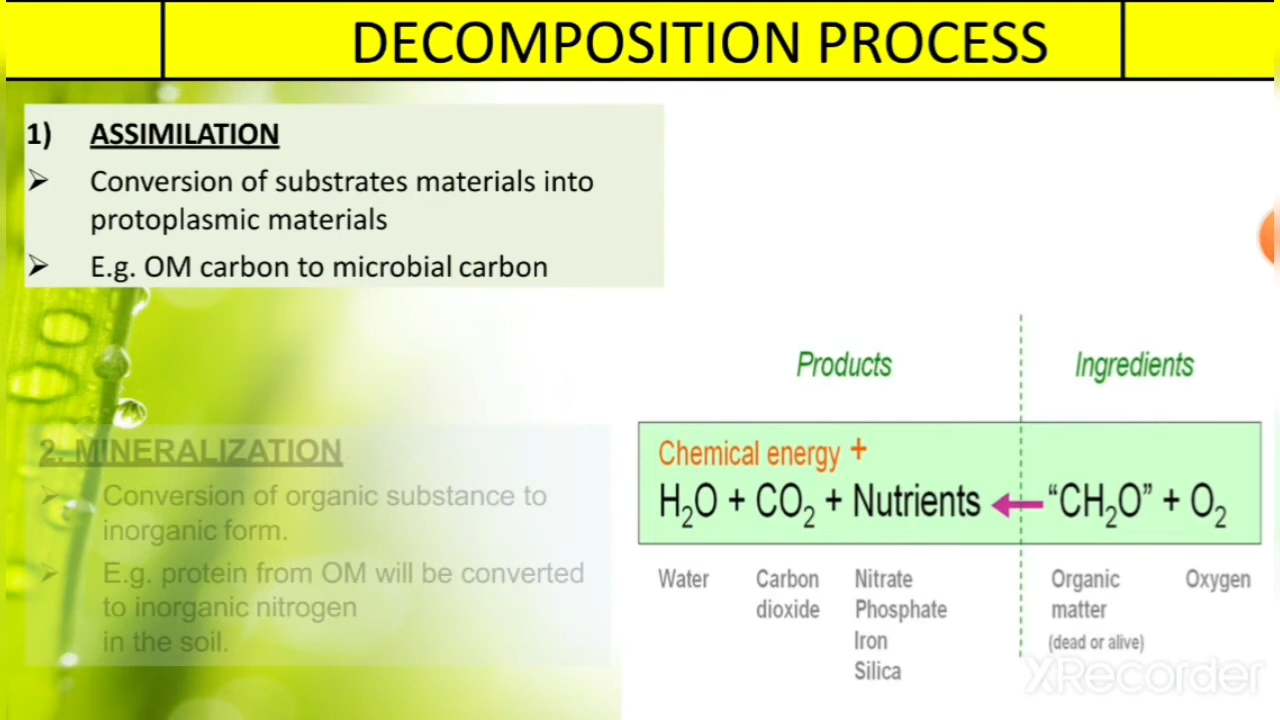 DECOMPOSITION PROCESS
1) ASSIMILATION
➢ Conversion of substrates materials into
protoplasmic materials
➢ E.g. OM carbon to microbial carbon
2. MINERALIZATION
➢ Conversion of organic substance to
inorganic form.
➢ E.g. protein from OM will be converted
to inorganic nitrogen
in the soil.
Products Ingredients
Chemical energy +
H₂O + CO₂ + Nutrients ← “CH₂O” + O₂
Water Carbon Nitrate Organic Oxygen
dioxide Phosphate matter
Iron (dead or alive)
Silica
XRecorder